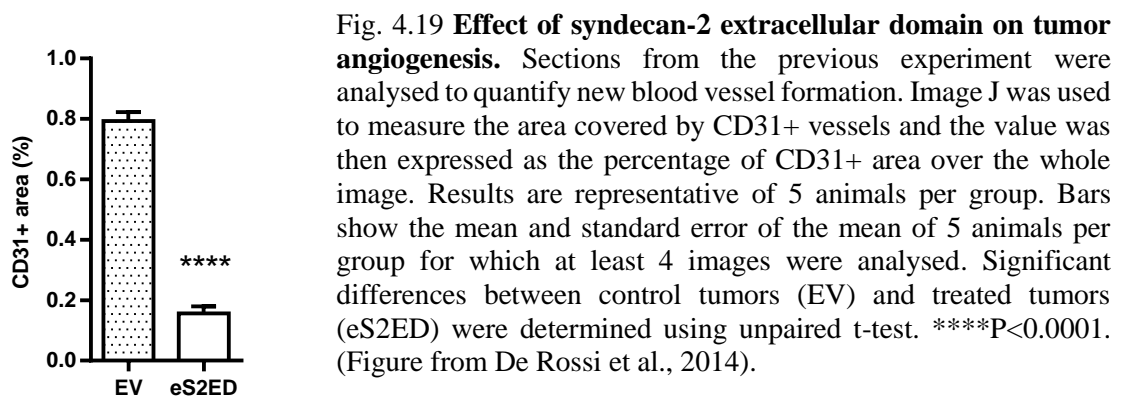 Fig. 4.19 Effect of syndecan-2 extracellular domain on tumor
angiogenesis. Sections from the previous experiment were
analysed to quantify new blood vessel formation. Image J was used
to measure the area covered by CD31+ vessels and the value was
then expressed as the percentage of CD31+ area over the whole
image. Results are representative of 5 animals per group. Bars
show the mean and standard error of the mean of 5 animals per
group for which at least 4 images were analysed. Significant
differences between control tumors (EV) and treated tumors
(eS2ED) were determined using unpaired t-test. ****P<0.0001.
(Figure from De Rossi et al., 2014).
CD31+ area (%)
1.0
0.8
0.6
0.4
0.2
0.0
****
EV eS2ED